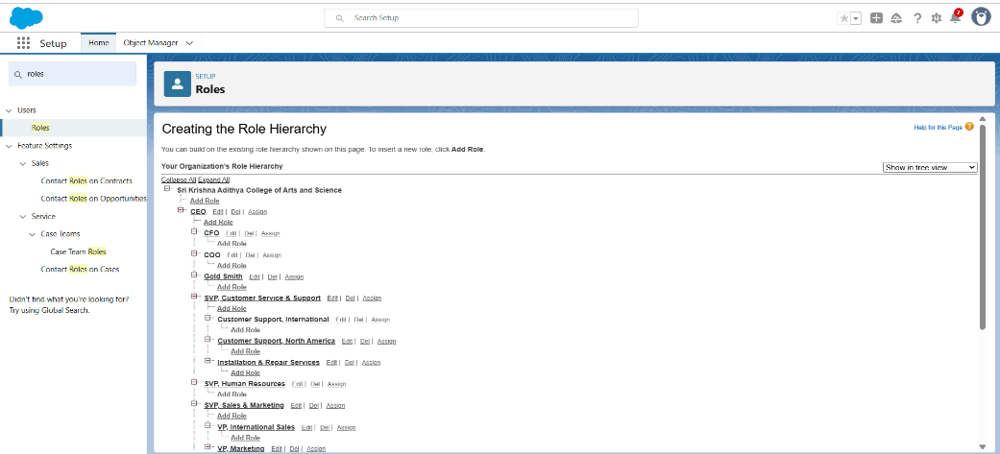 Search Setup
2
Setup
Home
Object Manager
roles
Users
Roles
Feature Settings
Sales
Contact Roles on Contracts
Contact Roles on Opportunities
Service
Case Teams
Case Team Roles
Contact Roles on Cases
Didn't find what you're looking for?
Try using Global Search.
SETUP
Roles
Creating the Role Hierarchy
Help for this Page ?
You can build on the existing role hierarchy shown on this page. To insert a new role, click Add Role.
Your Organization's Role Hierarchy
Show in tree view
Collapse All Expand All
Sri Krishna Adithya College of Arts and Science
Add Role
CEO Edit | Del | Assign
Add Role
CFO Edit | Del | Assign
Add Role
COO Edit | Del | Assign
Add Role
Gold Smith Edit | Del | Assign
Add Role
SVP, Customer Service & Support Edit | Del | Assign
Add Role
Customer Support, International Edit | Del | Assign
Add Role
Customer Support, North America Edit | Del | Assign
Add Role
Installation & Repair Services Edit | Del | Assign
Add Role
SVP, Human Resources Edit | Del | Assign
Add Role
SVP, Sales & Marketing Edit | Del | Assign
Add Role
VP, International Sales Edit | Del | Assign
Add Role
VP, Marketing Edit | Del | Assign